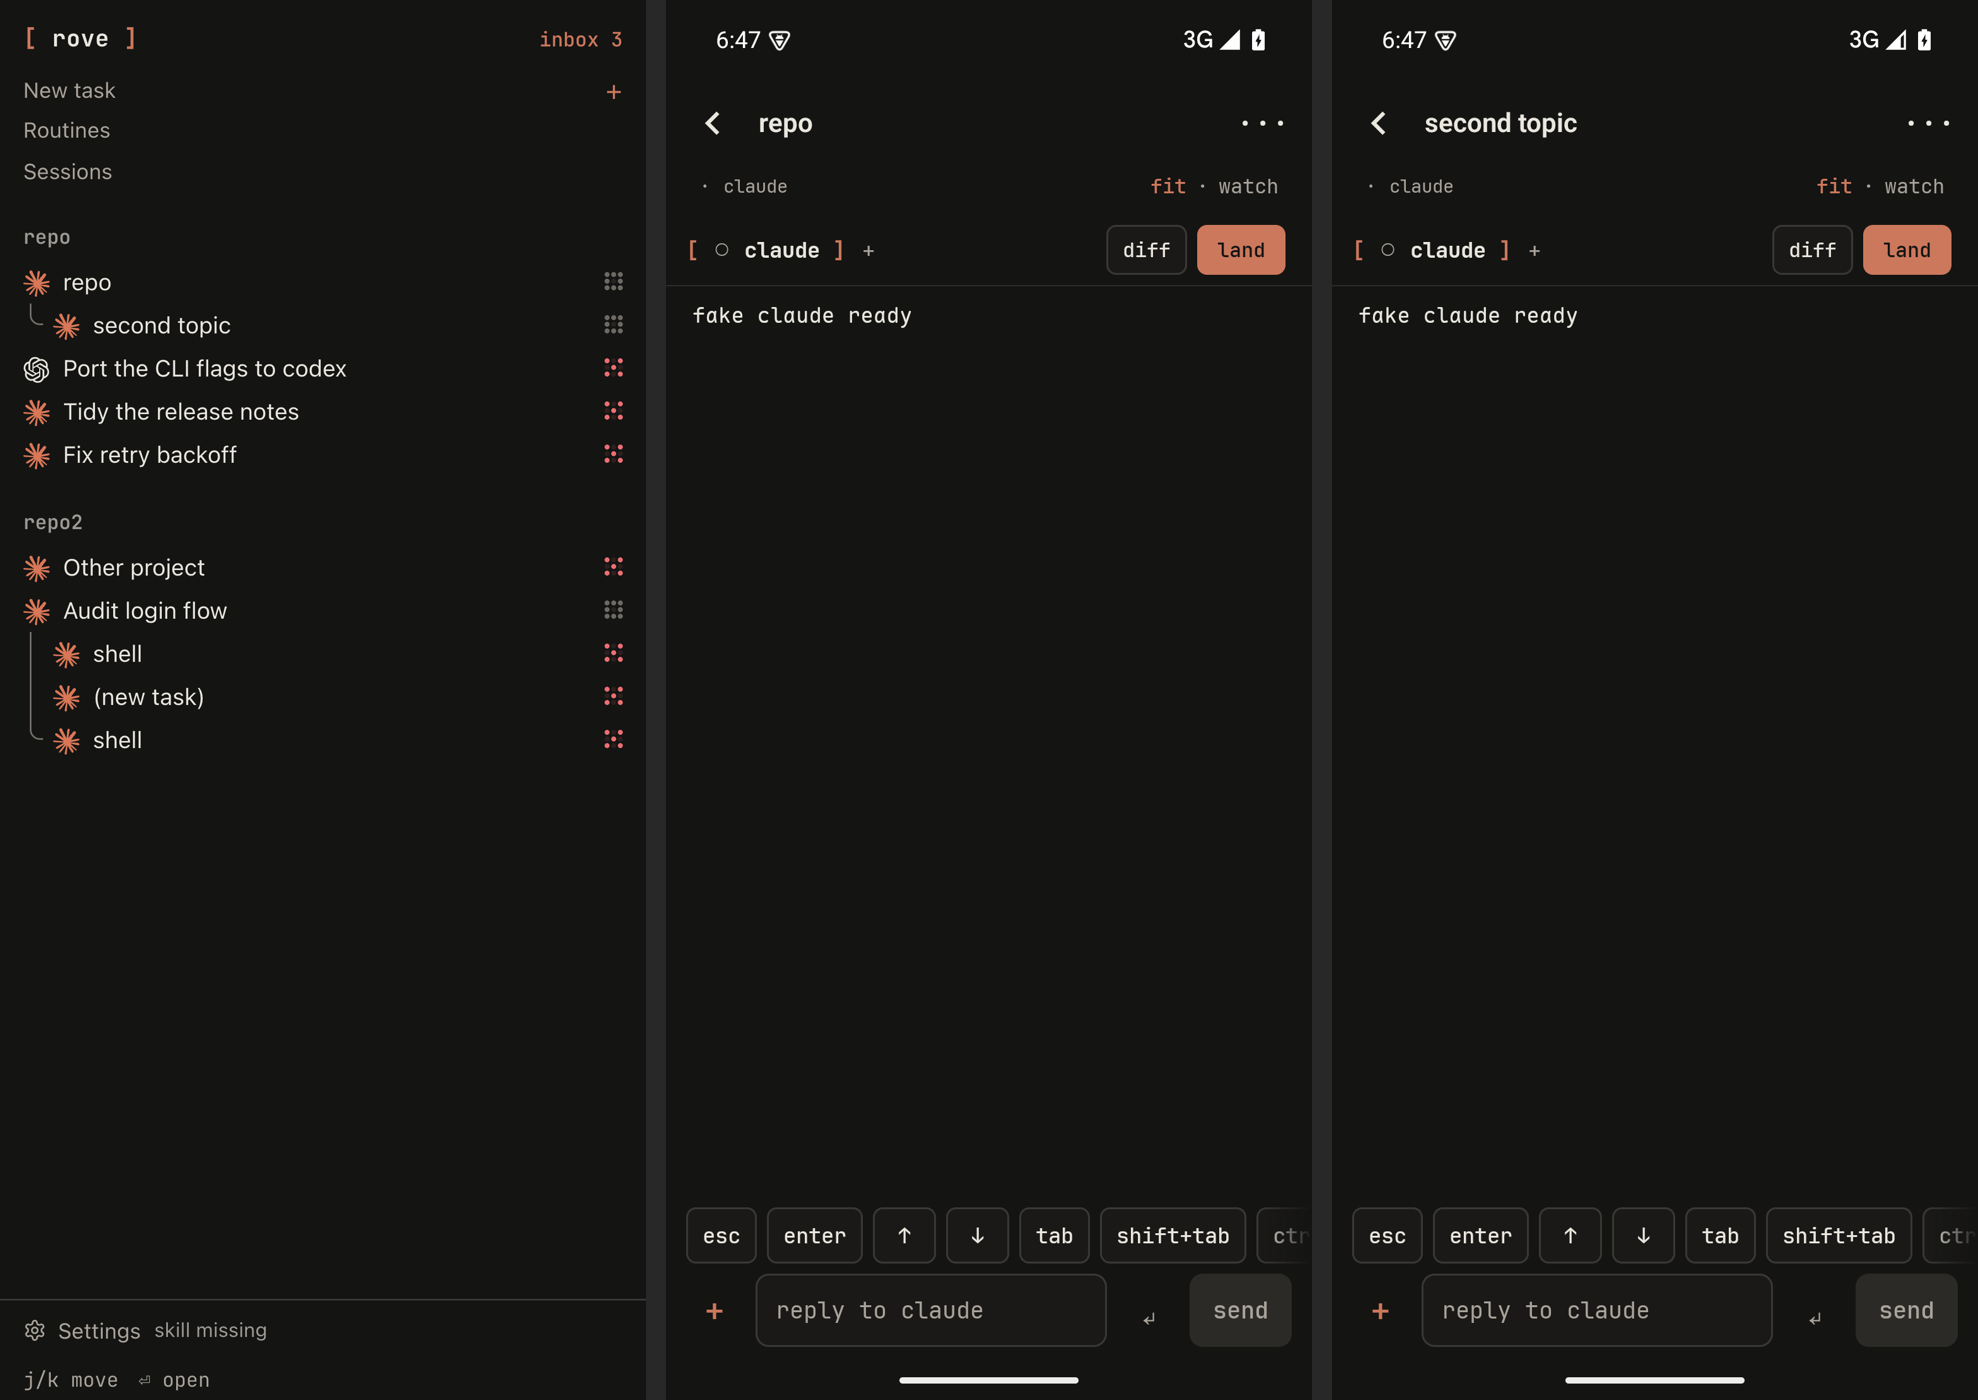 [ rove ] inbox 3
New task +
Routines
Sessions
repo
repo
second topic
Port the CLI flags to codex
Tidy the release notes
Fix retry backoff
repo2
Other project
Audit login flow
shell
(new task)
shell
Settings skill missing
j/k move ⏎ open
6:47 3G
repo ...
· claude fit · watch
[ ○ claude ] + diff land
fake claude ready
esc enter ↑ ↓ tab shift+tab ctr
+ reply to claude ↵ send
6:47 3G
second topic ...
· claude fit · watch
[ ○ claude ] + diff land
fake claude ready
esc enter ↑ ↓ tab shift+tab ctr
+ reply to claude ↵ send